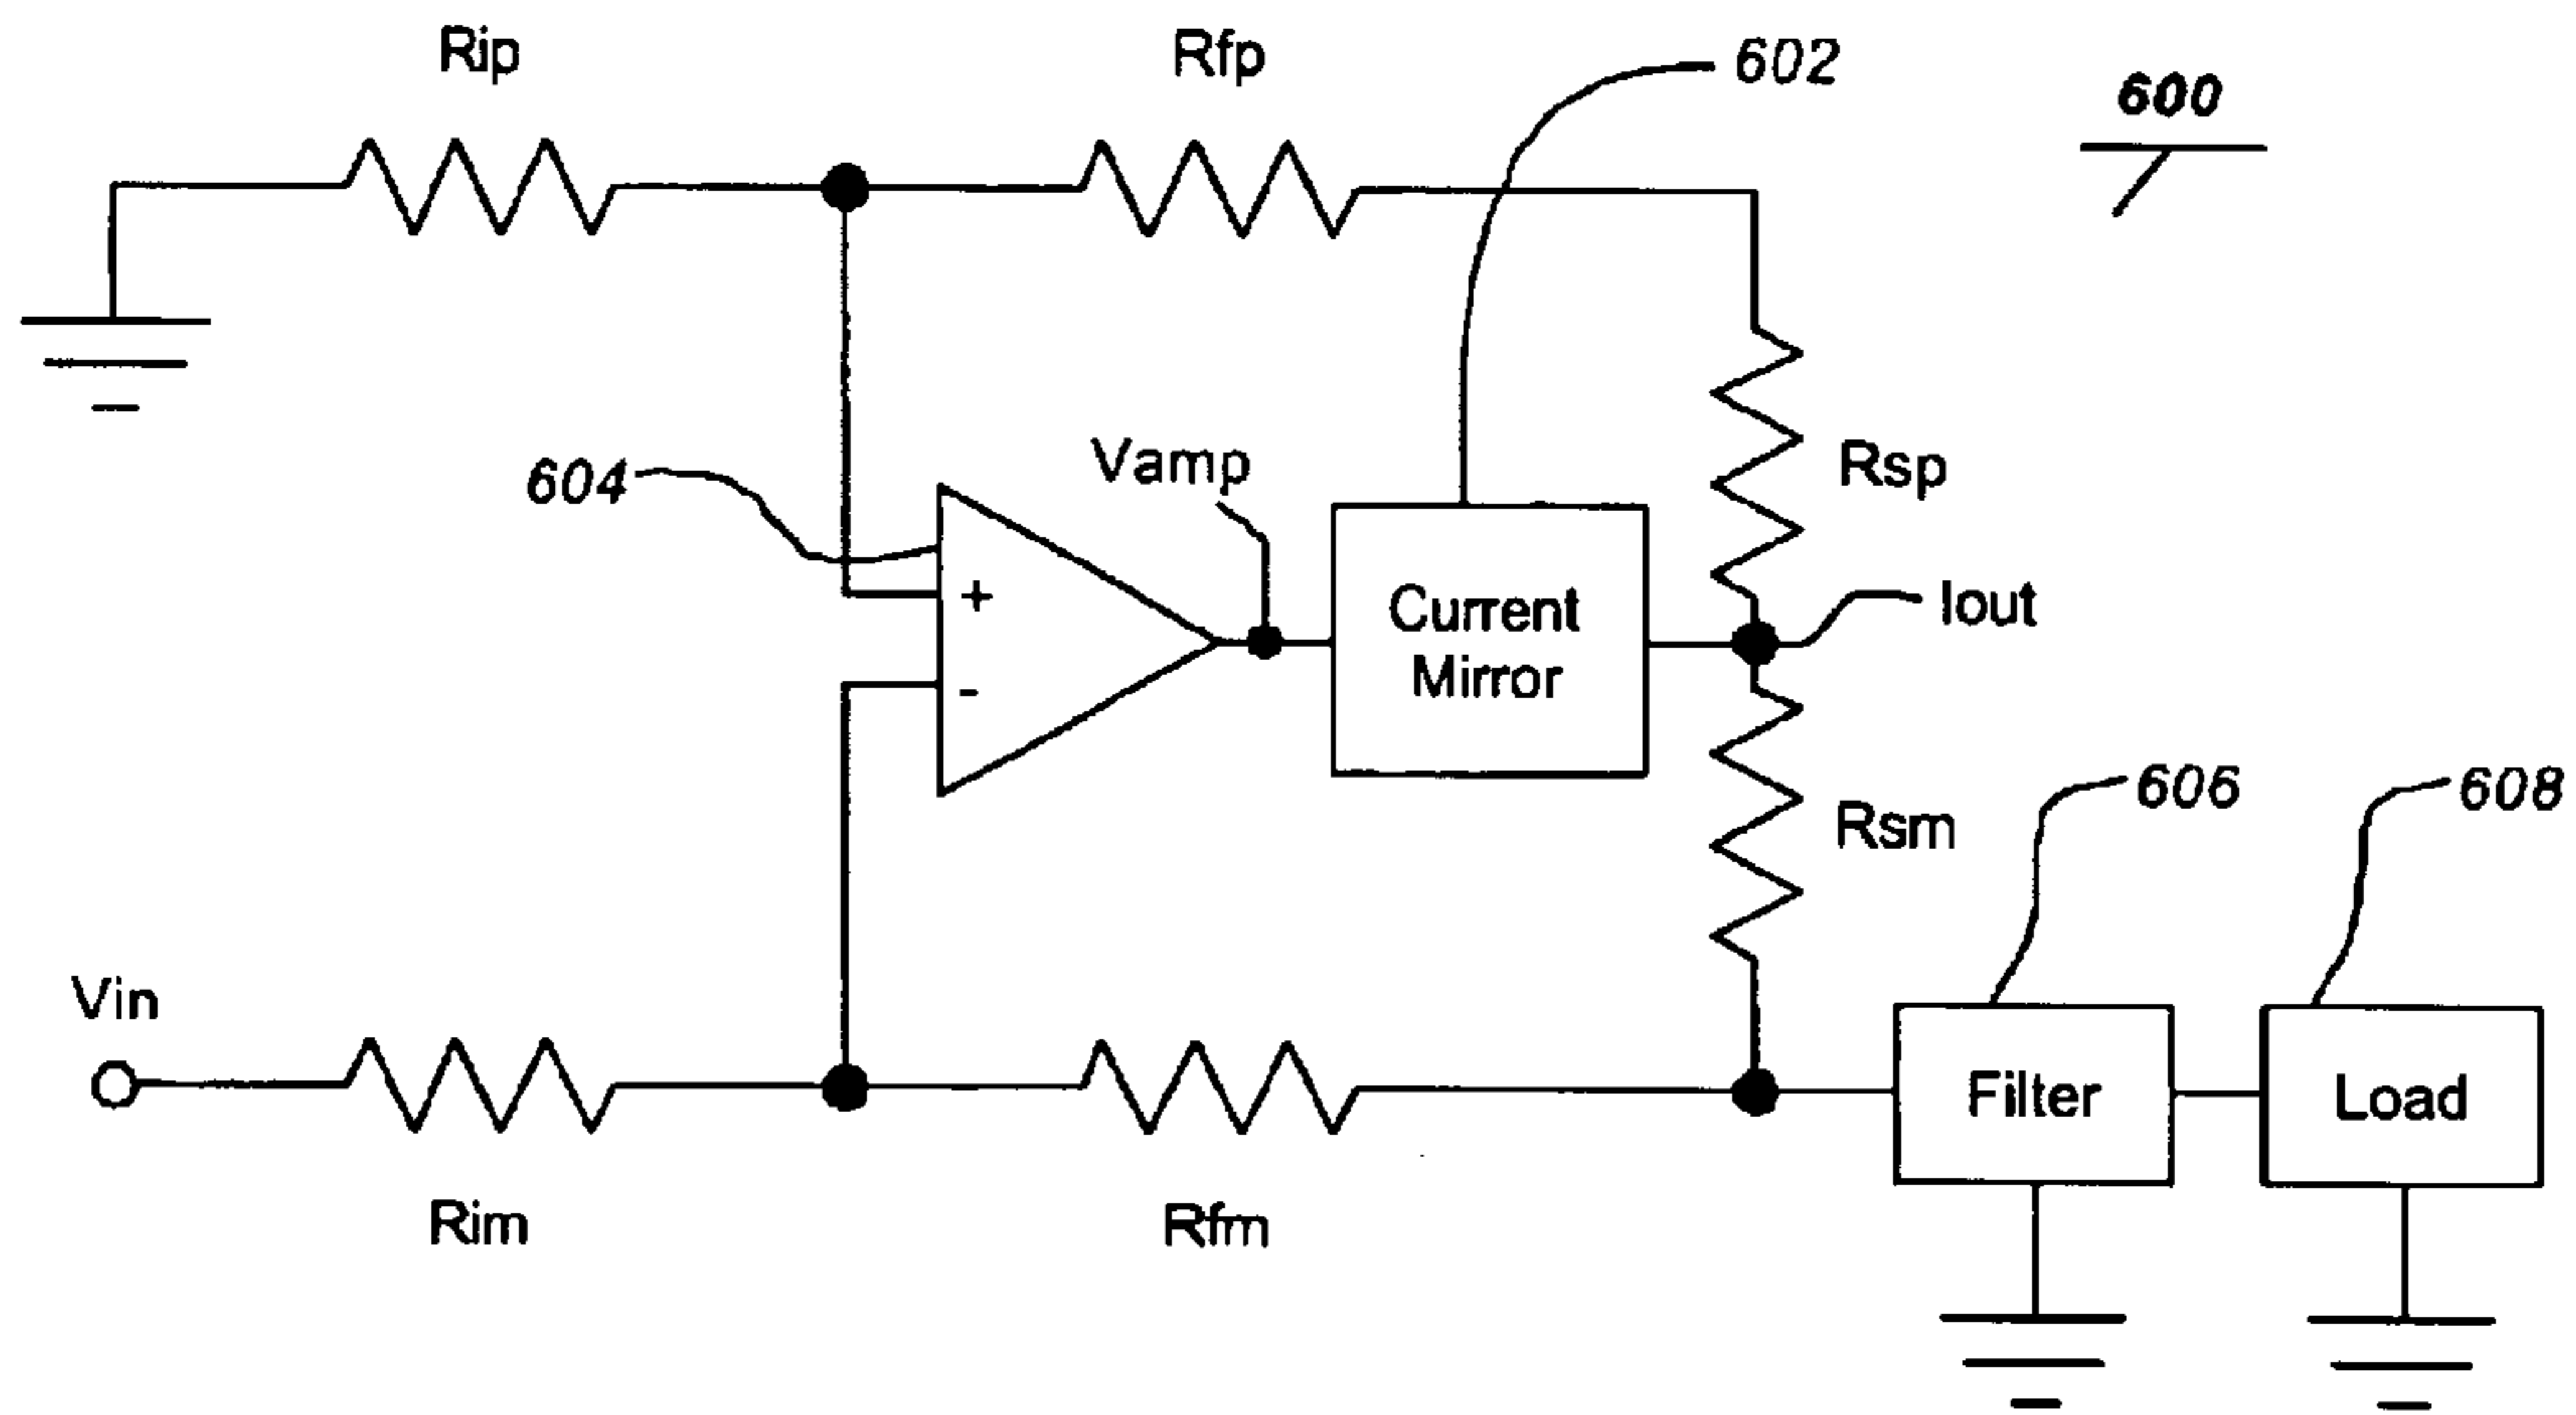 Rip
Rfp
602
600
604
Vamp
Rsp
+
Current
Mirror
Iout
-
Rsm
606
608
Vin
Filter
Load
Rim
Rfm